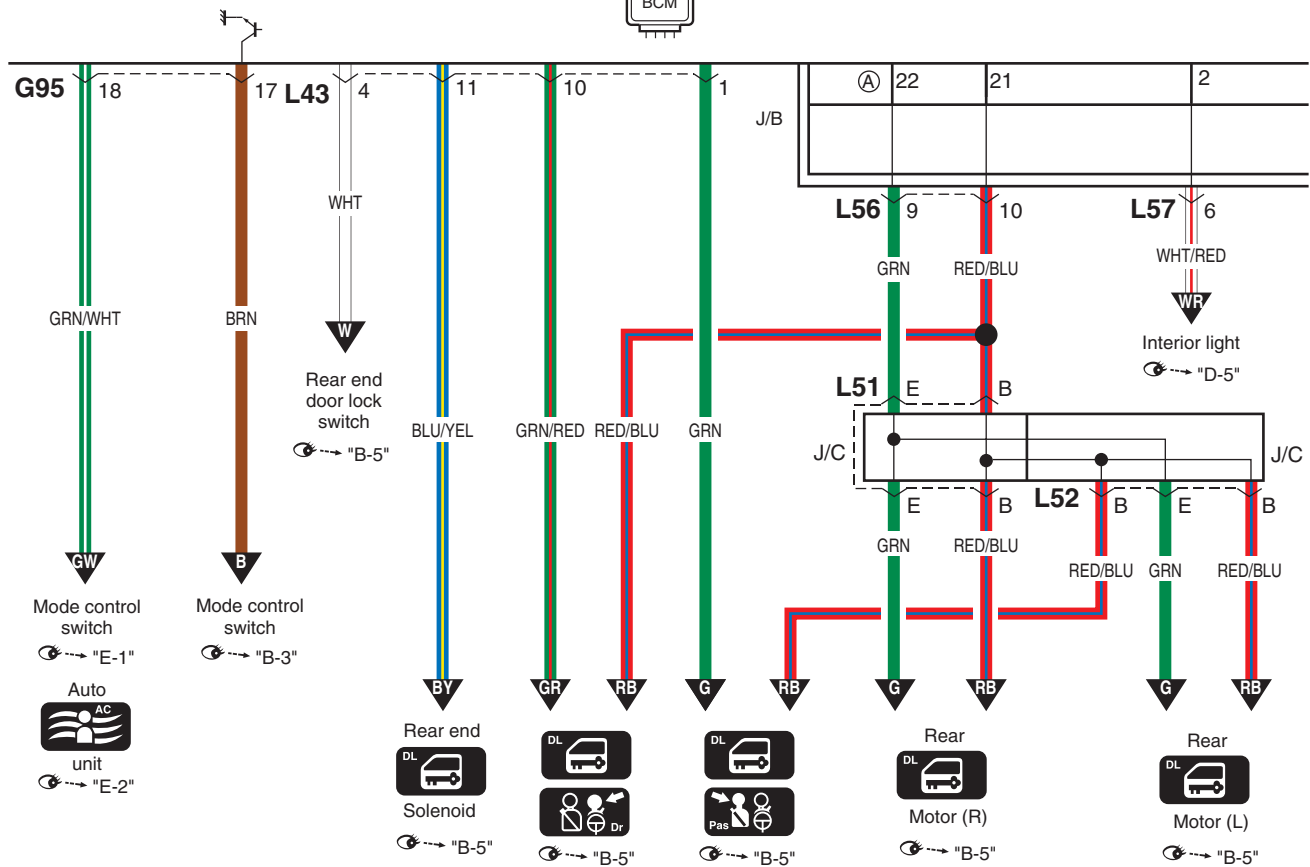 BCM
G95 18 17 L43 4 11 10 1 Ⓐ 22 21 2
J/B
WHT
L56 9 10 L57 6
GRN RED/BLU WHT/RED
WR
GRN/WHT BRN
W
Interior light
"D-5"
Rear end
door lock
switch
"B-5"
L51 E B
BLU/YEL GRN/RED RED/BLU GRN
J/C J/C
E B L52 B E B
GRN RED/BLU
RED/BLU GRN RED/BLU
GW B
Mode control
switch
"E-1"
Mode control
switch
"B-3"
BY GR RB G RB G RB G RB
Auto
AC
unit
"E-2"
Rear end
DL
Solenoid
"B-5"
DL
Dr
"B-5"
DL
Pas
"B-5"
Rear
DL
Motor (R)
"B-5"
Rear
DL
Motor (L)
"B-5"